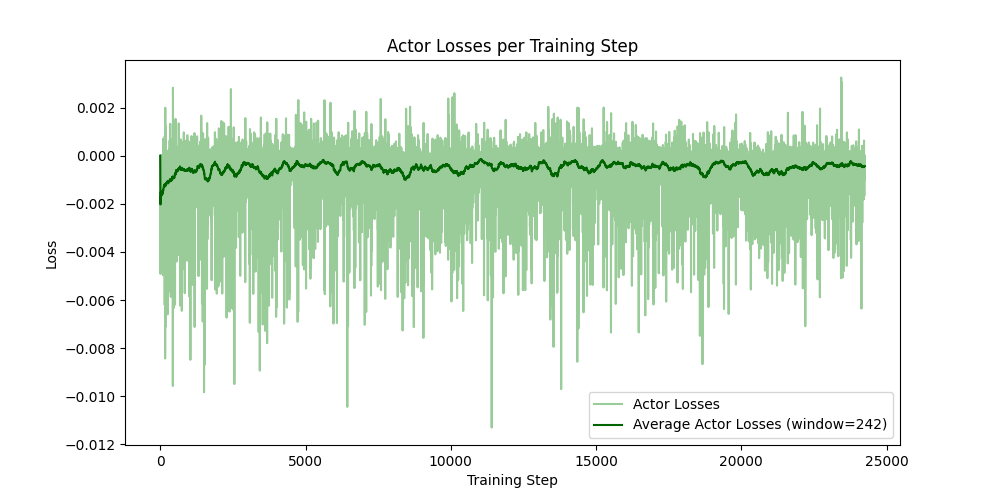 Actor Losses per Training Step
Loss
0.002
0.000
−0.002
−0.004
−0.006
−0.008
−0.010
−0.012
Actor Losses
Average Actor Losses (window=242)
0 5000 10000 15000 20000 25000
Training Step